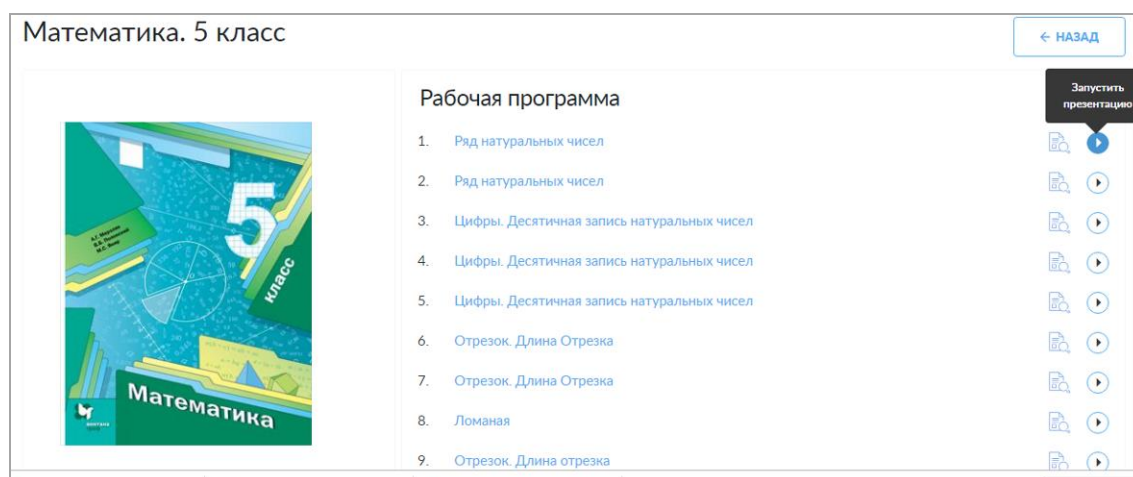 Математика. 5 класс
← НАЗАД
Запустить
презентацию
Рабочая программа
1. Ряд натуральных чисел
2. Ряд натуральных чисел
3. Цифры. Десятичная запись натуральных чисел
4. Цифры. Десятичная запись натуральных чисел
5. Цифры. Десятичная запись натуральных чисел
6. Отрезок. Длина Отрезка
7. Отрезок. Длина Отрезка
8. Ломаная
9. Отрезок. Длина отрезка
5
класс
Математика